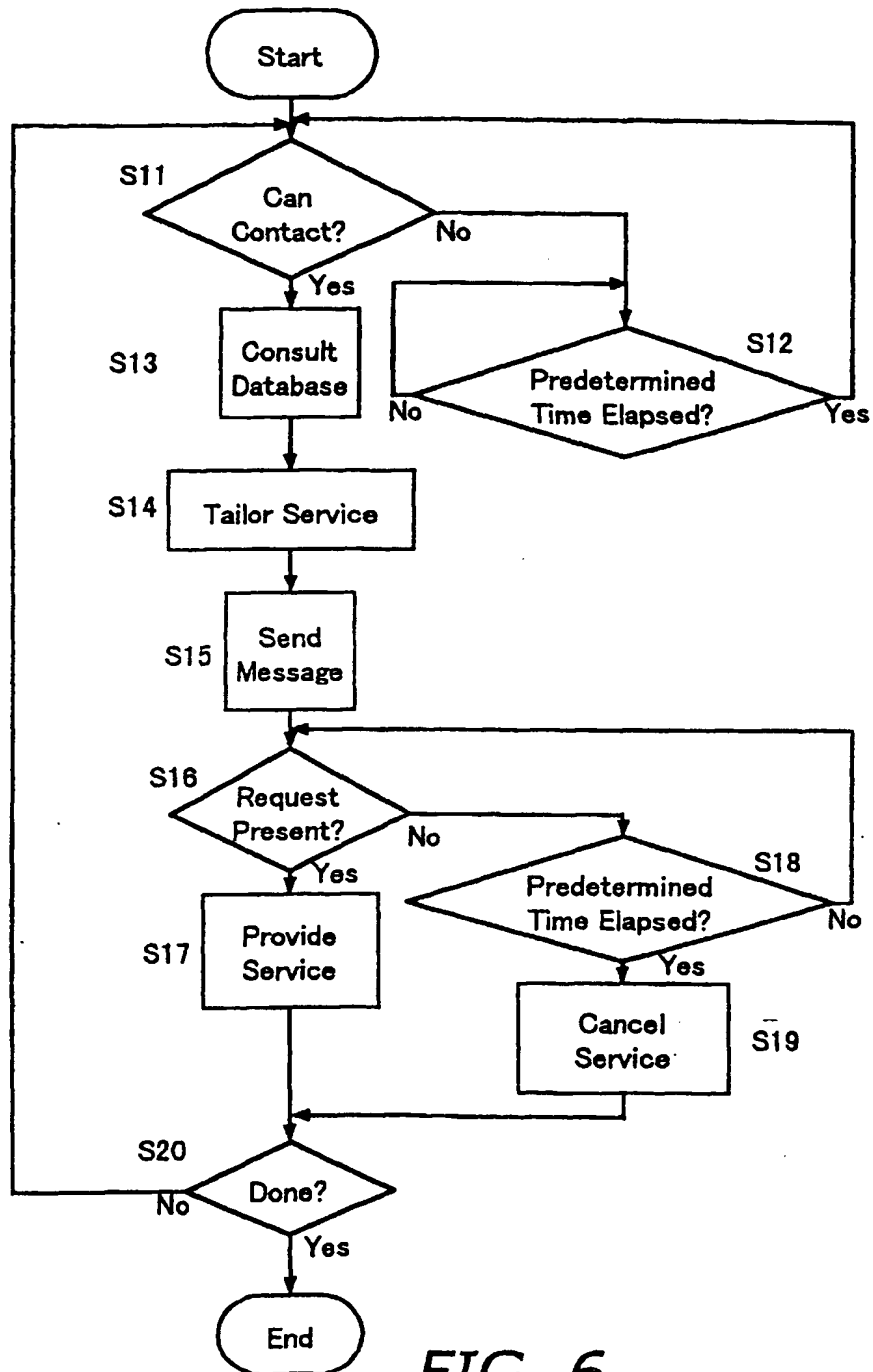 Start
S11
Can
Contact?
No
Yes
S13
Consult
Database
S12
Predetermined
Time Elapsed?
No
Yes
S14
Tailor Service
S15
Send
Message
S16
Request
Present?
No
Yes
S18
Predetermined
Time Elapsed?
No
Yes
S17
Provide
Service
Cancel
Service
S19
S20
Done?
No
Yes
End
FIG. 6